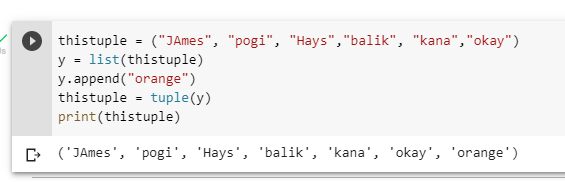 thistuple = ("JAmes", "pogi", "Hays","balik", "kana","okay")
y = list(thistuple)
y.append("orange")
thistuple = tuple(y)
print(thistuple)
('JAmes', 'pogi', 'Hays', 'balik', 'kana', 'okay', 'orange')